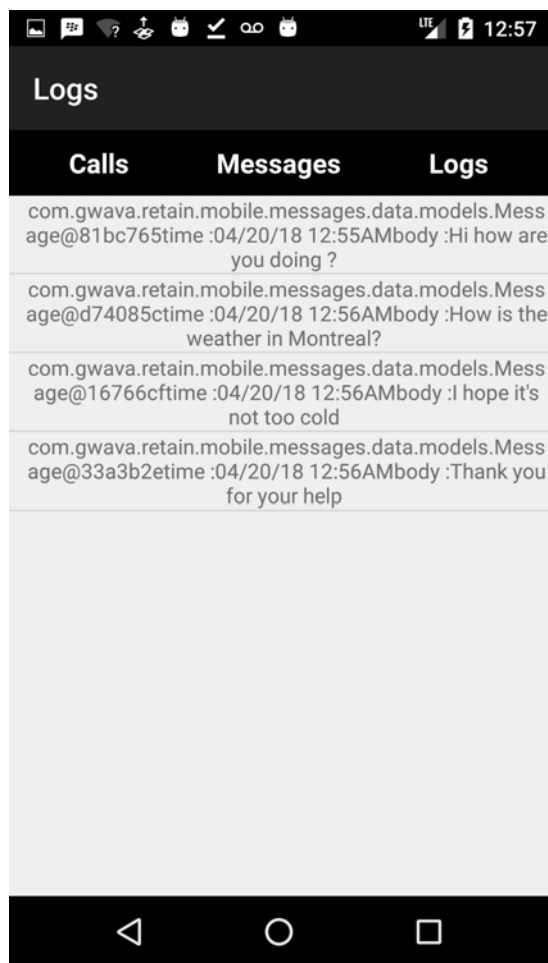 LTE 12:57
Logs
Calls Messages Logs
com.gwava.retain.mobile.messages.data.models.Mess
age@81bc765time :04/20/18 12:55AMbody :Hi how are
you doing ?
com.gwava.retain.mobile.messages.data.models.Mess
age@d74085ctime :04/20/18 12:56AMbody :How is the
weather in Montreal?
com.gwava.retain.mobile.messages.data.models.Mess
age@16766cftime :04/20/18 12:56AMbody :I hope it's
not too cold
com.gwava.retain.mobile.messages.data.models.Mess
age@33a3b2etime :04/20/18 12:56AMbody :Thank you
for your help